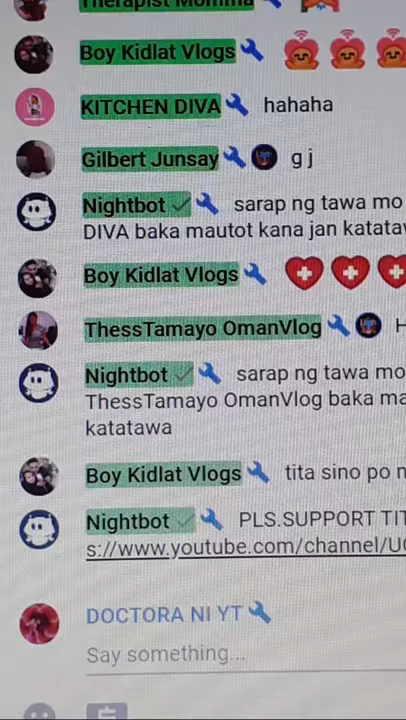 Therapist Momma
Boy Kidlat Vlogs
KITCHEN DIVA hahaha
Gilbert Junsay g j
Nightbot sarap ng tawa mo
DIVA baka mautot kana jan
Boy Kidlat Vlogs
ThessTamayo OmanVlog H
Nightbot sarap ng tawa mo
ThessTamayo OmanVlog baka
katatawa
Boy Kidlat Vlogs tita sino po
Nightbot PLS.SUPPORT
s://www.youtube.com/channel/
DOCTORA NI YT
Say something...